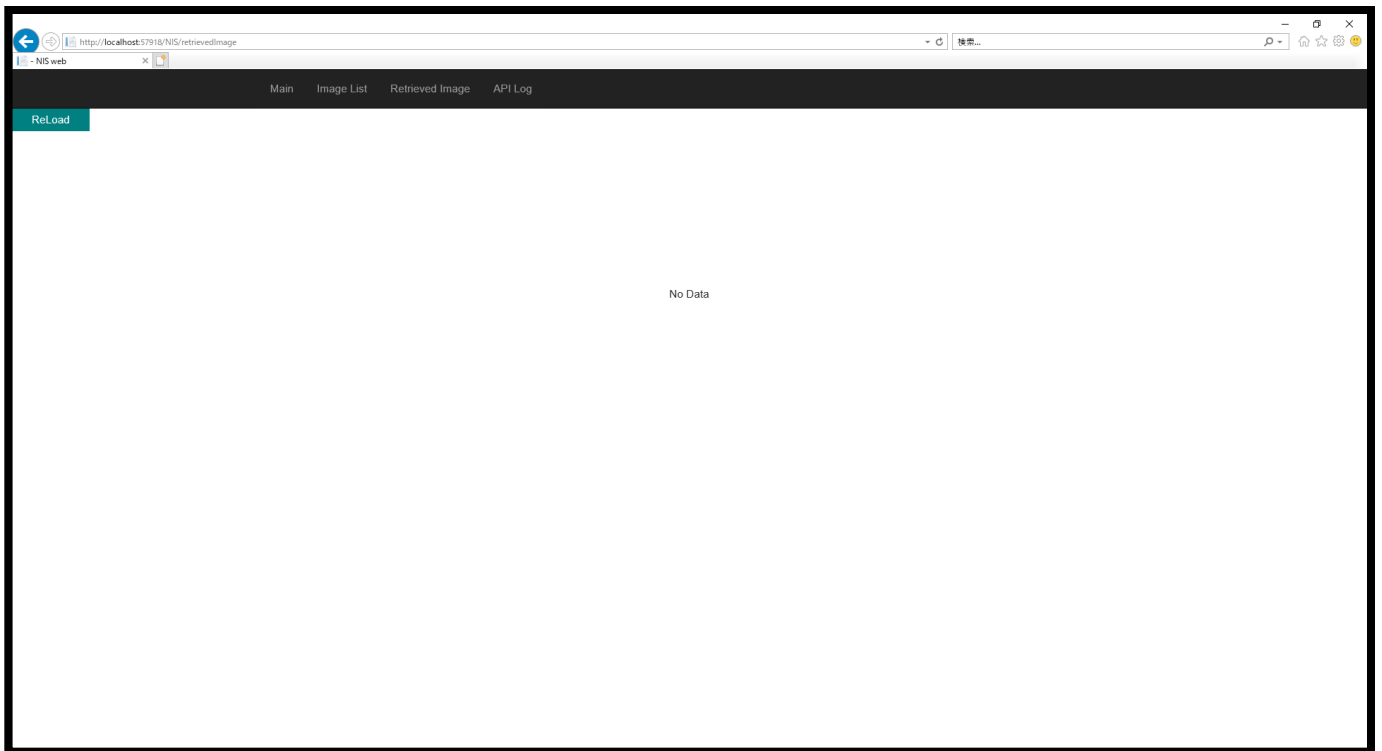 http://localhost:57918/NIS/retrievedImage
検索...
- NIS web
Main Image List Retrieved Image API Log
ReLoad
No Data